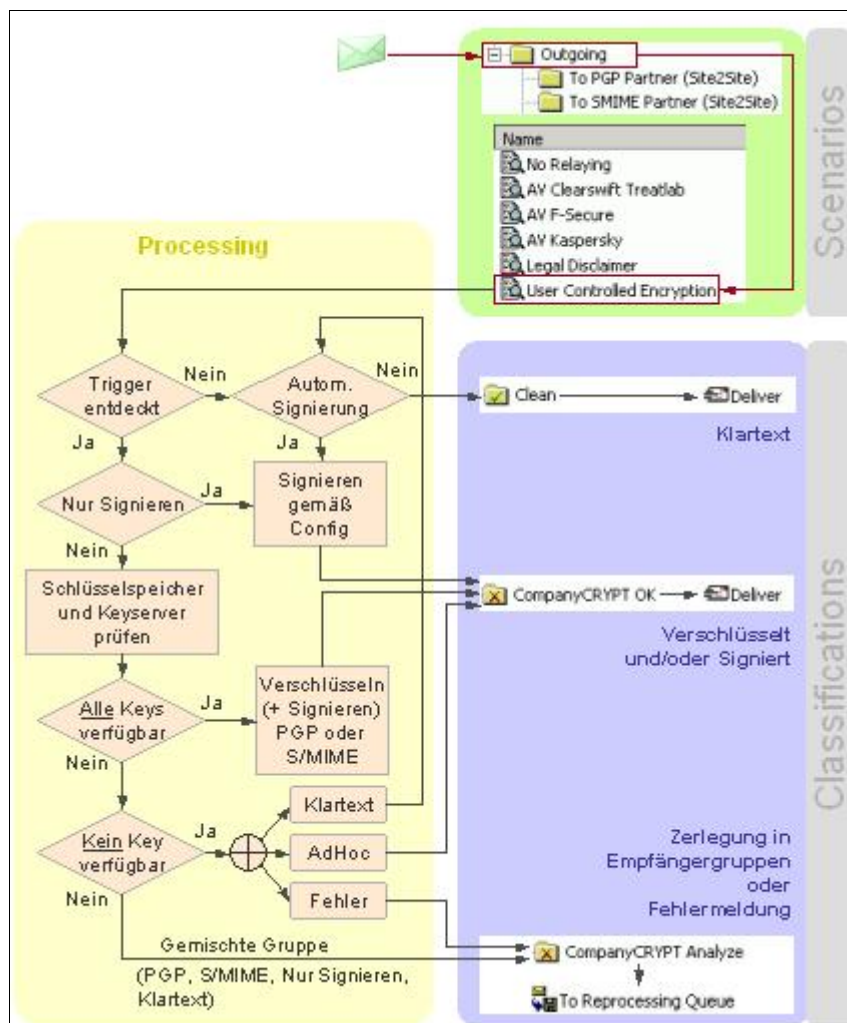 Outgoing
To PGP Partner (Site2Site)
To SMIME Partner (Site2Site)
Name
No Relaying
AV Clearswift Treatlab
AV F-Secure
AV Kaspersky
Legal Disclaimer
User Controlled Encryption
Scenarios
Processing
Trigger
entdeckt
Nein
Autom.
Signierung
Nein
Clean
Deliver
Klartext
Ja
Ja
Nur Signieren
Ja
Signieren
gemäß
Config
Nein
Schlüsselspeicher
und Keyserver
prüfen
CompanyCRYPT OK
Deliver
Verschlüsselt
und/oder Signiert
Alle Keys
verfügbar
Ja
Verschlüsseln
(+ Signieren)
PGP oder
S/MIME
Nein
Kein Key
verfügbar
Ja
Klartext
AdHoc
Fehler
Nein
Zerlegung in
Empfängergruppen
oder
Fehlermeldung
Gemischte Gruppe
(PGP, S/MIME, Nur Signieren,
Klartext)
CompanyCRYPT Analyze
To Reprocessing Queue
Classifications